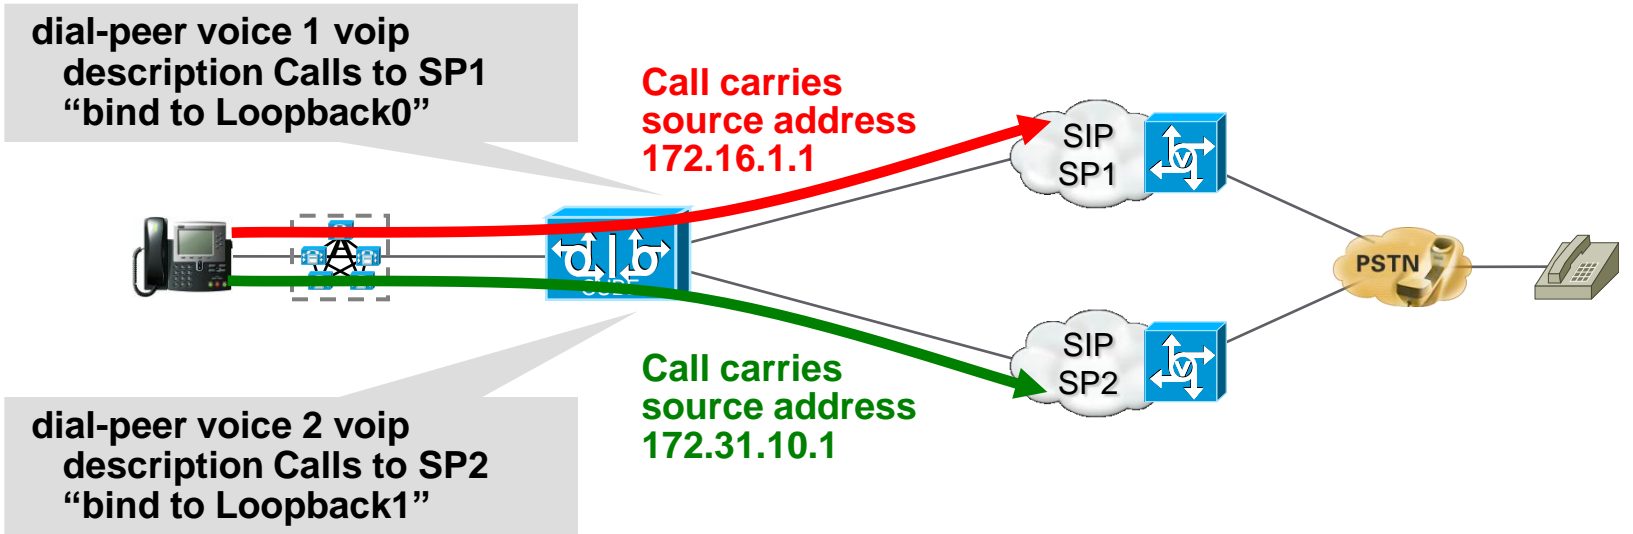 dial-peer voice 1 voip
description Calls to SP1
“bind to Loopback0”
Call carries
source address
172.16.1.1
SIP
SP1
V
CUBE
PSTN
SIP
SP2
V
Call carries
source address
172.31.10.1
dial-peer voice 2 voip
description Calls to SP2
“bind to Loopback1”